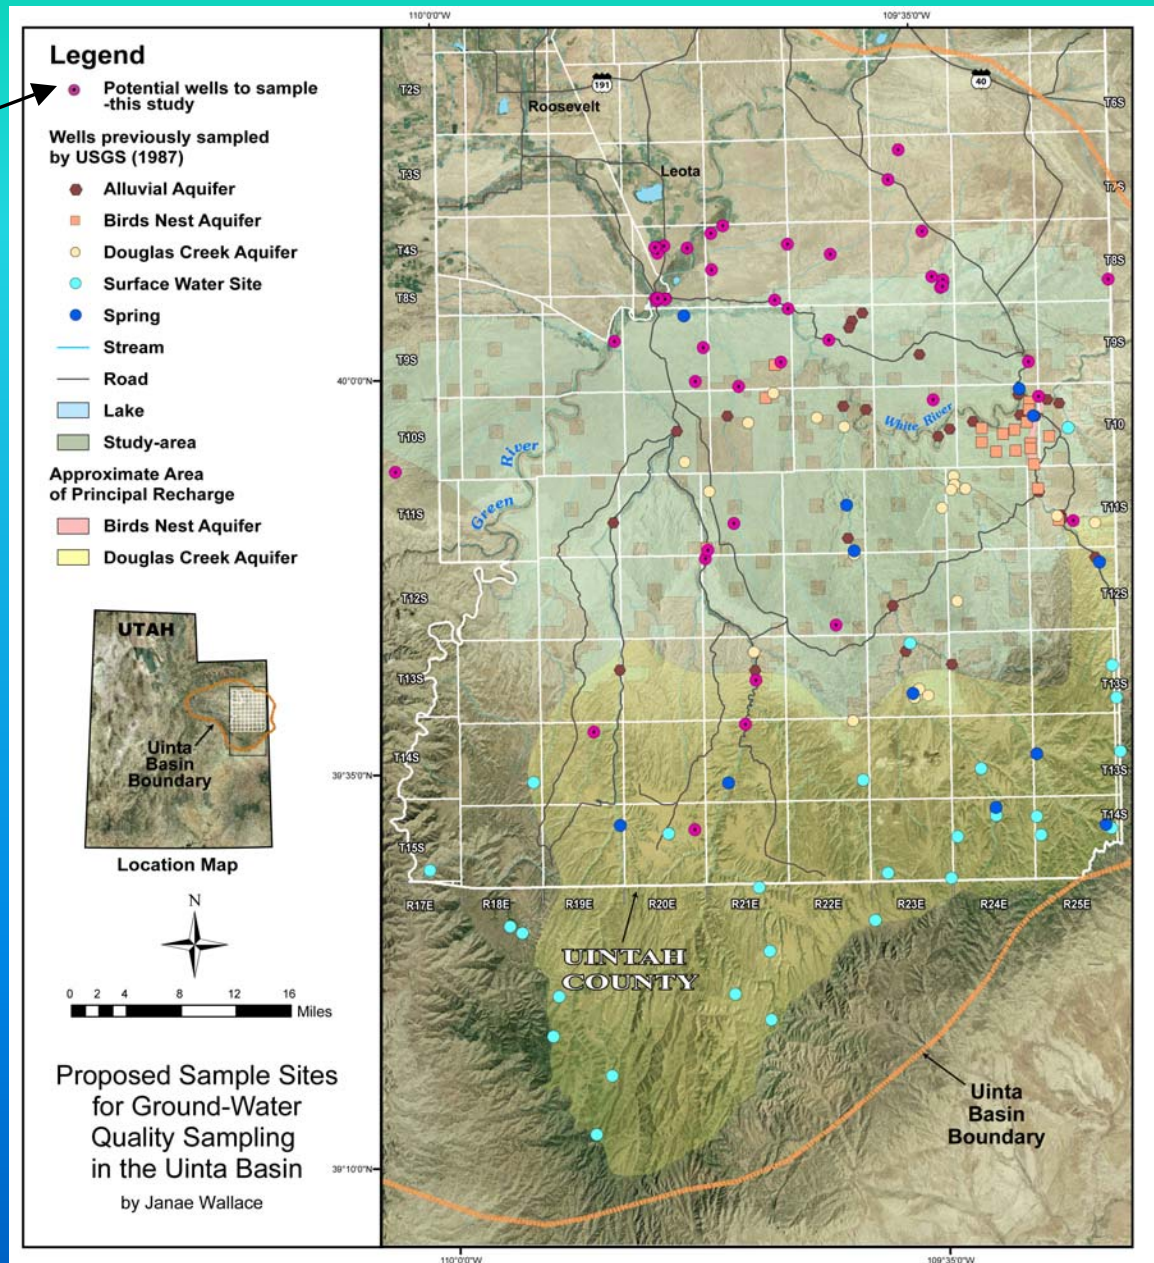 110°0'0"W
109°35'0"W
Legend
Potential wells to sample
-this study
Wells previously sampled
by USGS (1987)
Alluvial Aquifer
Birds Nest Aquifer
Douglas Creek Aquifer
Surface Water Site
Spring
Stream
Road
Lake
Study-area
Approximate Area
of Principal Recharge
Birds Nest Aquifer
Douglas Creek Aquifer
UTAH
Uinta
Basin
Boundary
Location Map
N
0 2 4 8 12 16 Miles
Proposed Sample Sites
for Ground-Water
Quality Sampling
in the Uinta Basin
by Janae Wallace
191
40
T2S
Roosevelt
T6S
T3S
Leota
T7S
T4S
T8S
T8S
T9S
T9S
40°0'0"N
T10S
White River
T10
Green River
T11S
T11S
T12S
T12S
T13S
T13S
T14S
T13S
39°35'0"N
T14S
T15S
R17E
R18E
R19E
R20E
R21E
R22E
R23E
R24E
R25E
UINTAH
COUNTY
Uinta
Basin
Boundary
39°10'0"N
110°0'0"W
109°35'0"W